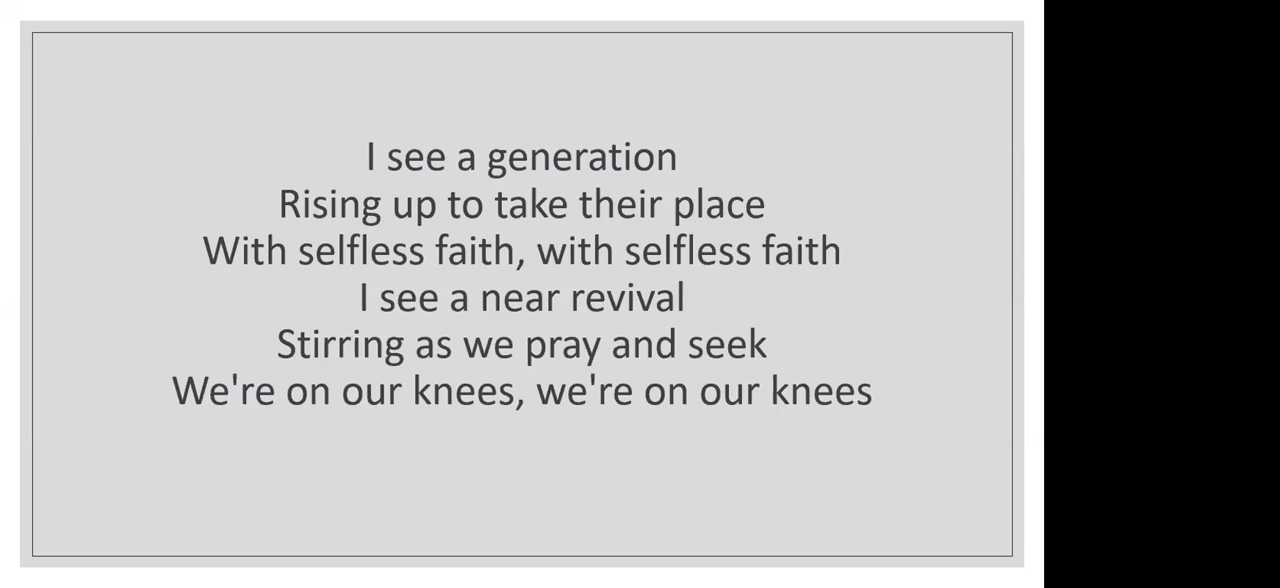 I see a generation
Rising up to take their place
With selfless faith, with selfless faith
I see a near revival
Stirring as we pray and seek
We're on our knees, we're on our knees